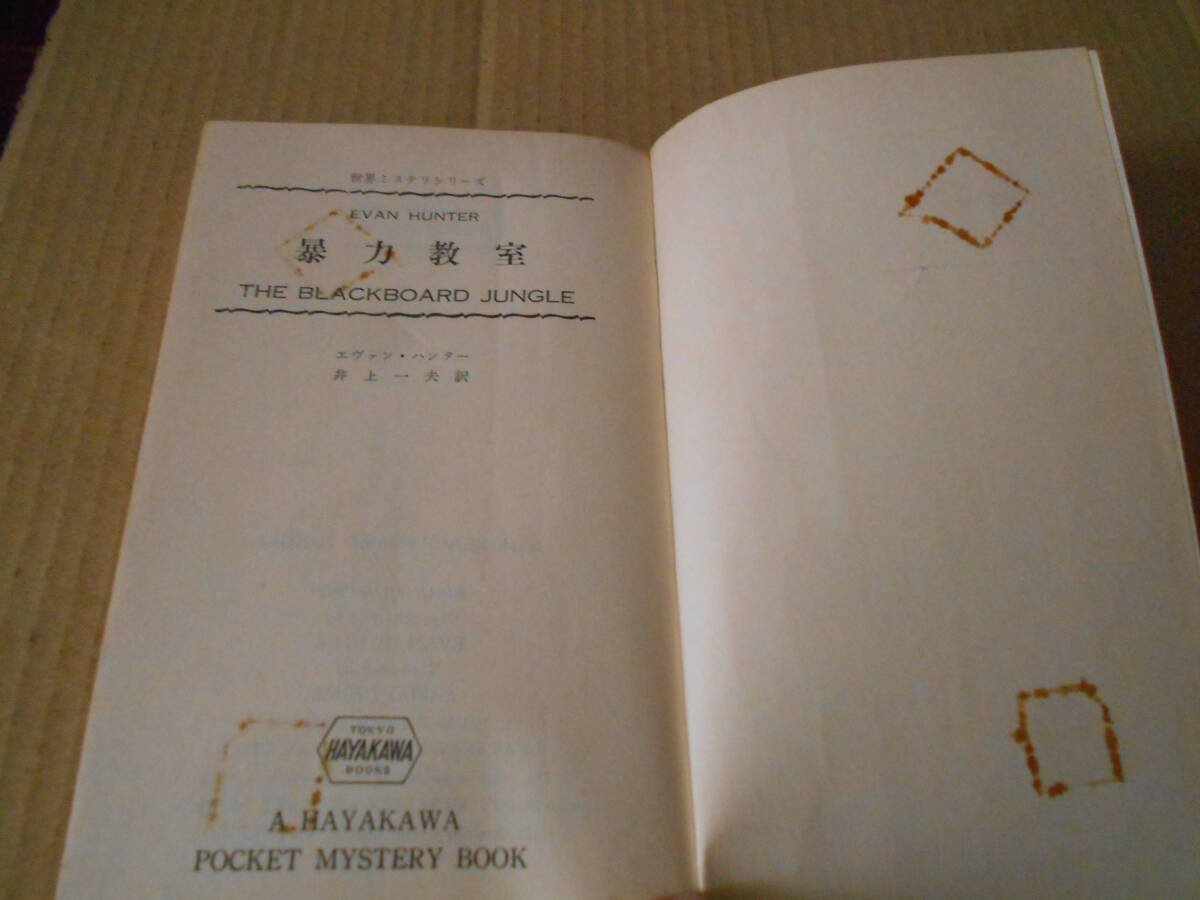 世界ミステリシリーズ
EVAN HUNTER
暴力教室
THE BLACKBOARD JUNGLE
エヴァン・ハンター
井上一夫訳
TOKYO
HAYAKAWA
BOOKS
A HAYAKAWA
POCKET MYSTERY BOOK